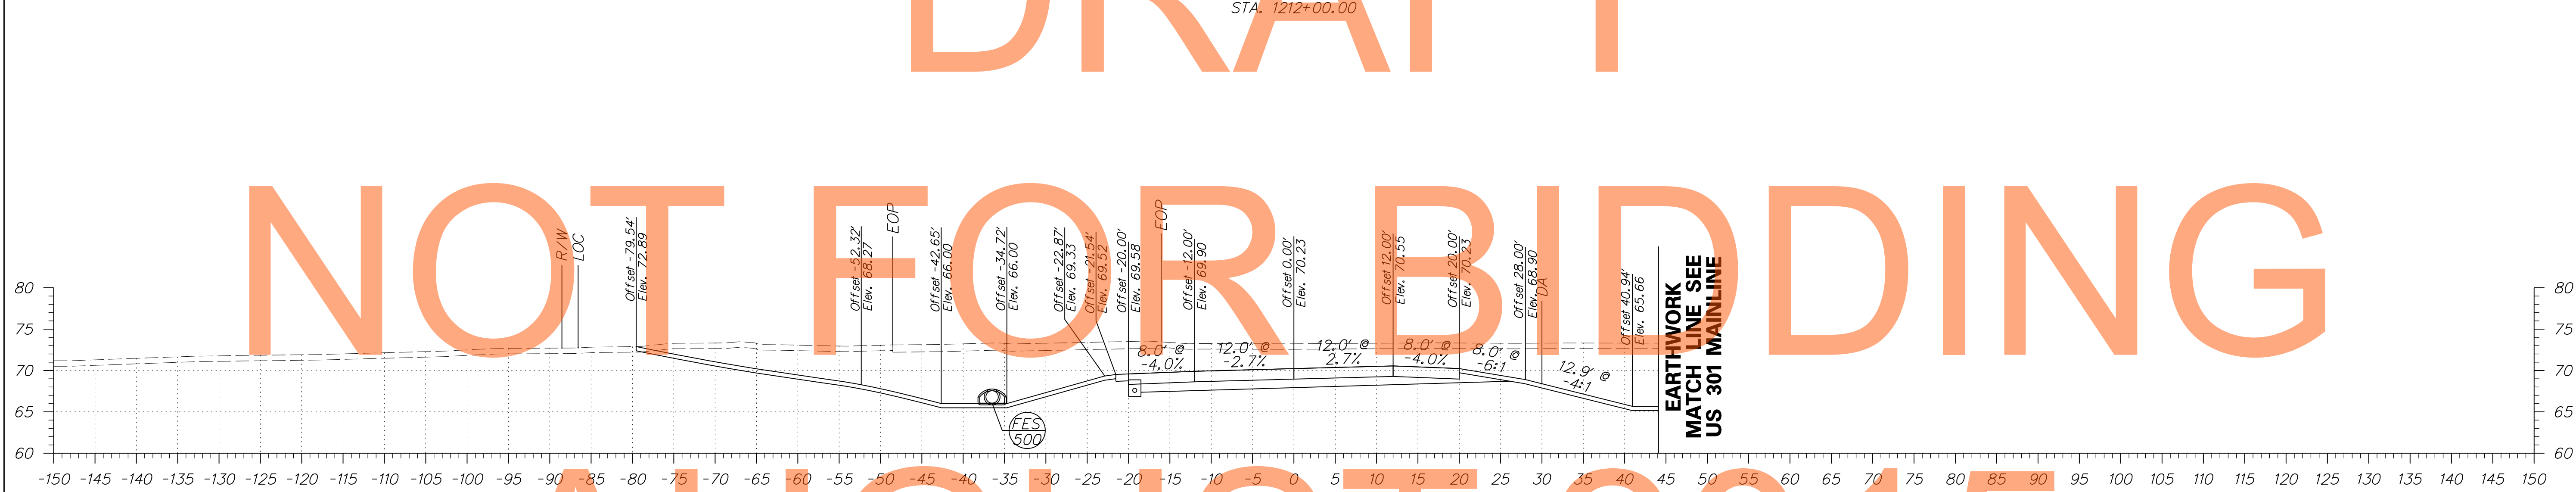 STA. 1212+00.00
DRAFT
NOT FOR BIDDING
R/W
LOC
Offset -79.54'
Elev. 72.89
Offset -52.32'
Elev. 68.27
EOP
Offset -42.65'
Elev. 66.00
Offset -34.72'
Elev. 66.00
Offset -22.87'
Elev. 69.33
Offset -21.54'
Elev. 69.52
Offset -20.00'
Elev. 69.58
EOP
Offset -12.00'
Elev. 69.90
Offset 0.00'
Elev. 70.23
Offset 12.00'
Elev. 70.55
Offset 20.00'
Elev. 70.23
Offset 28.00'
Elev. 68.90
DA
Offset 40.94'
Elev. 65.66
EARTHWORK
MATCH LINE SEE
US 301 MAINLINE
8.0' @
-4.0%
12.0' @
-2.7%
12.0' @
2.7%
8.0' @
-4.0%
8.0' @
-6:1
12.9' @
-4:1
FES
500
80
75
70
65
60
80
75
70
65
60
-150 -145 -140 -135 -130 -125 -120 -115 -110 -105 -100 -95 -90 -85 -80 -75 -70 -65 -60 -55 -50 -45 -40 -35 -30 -25 -20 -15 -10 -5 0 5 10 15 20 25 30 35 40 45 50 55 60 65 70 75 80 85 90 95 100 105 110 115 120 125 130 135 140 145 150